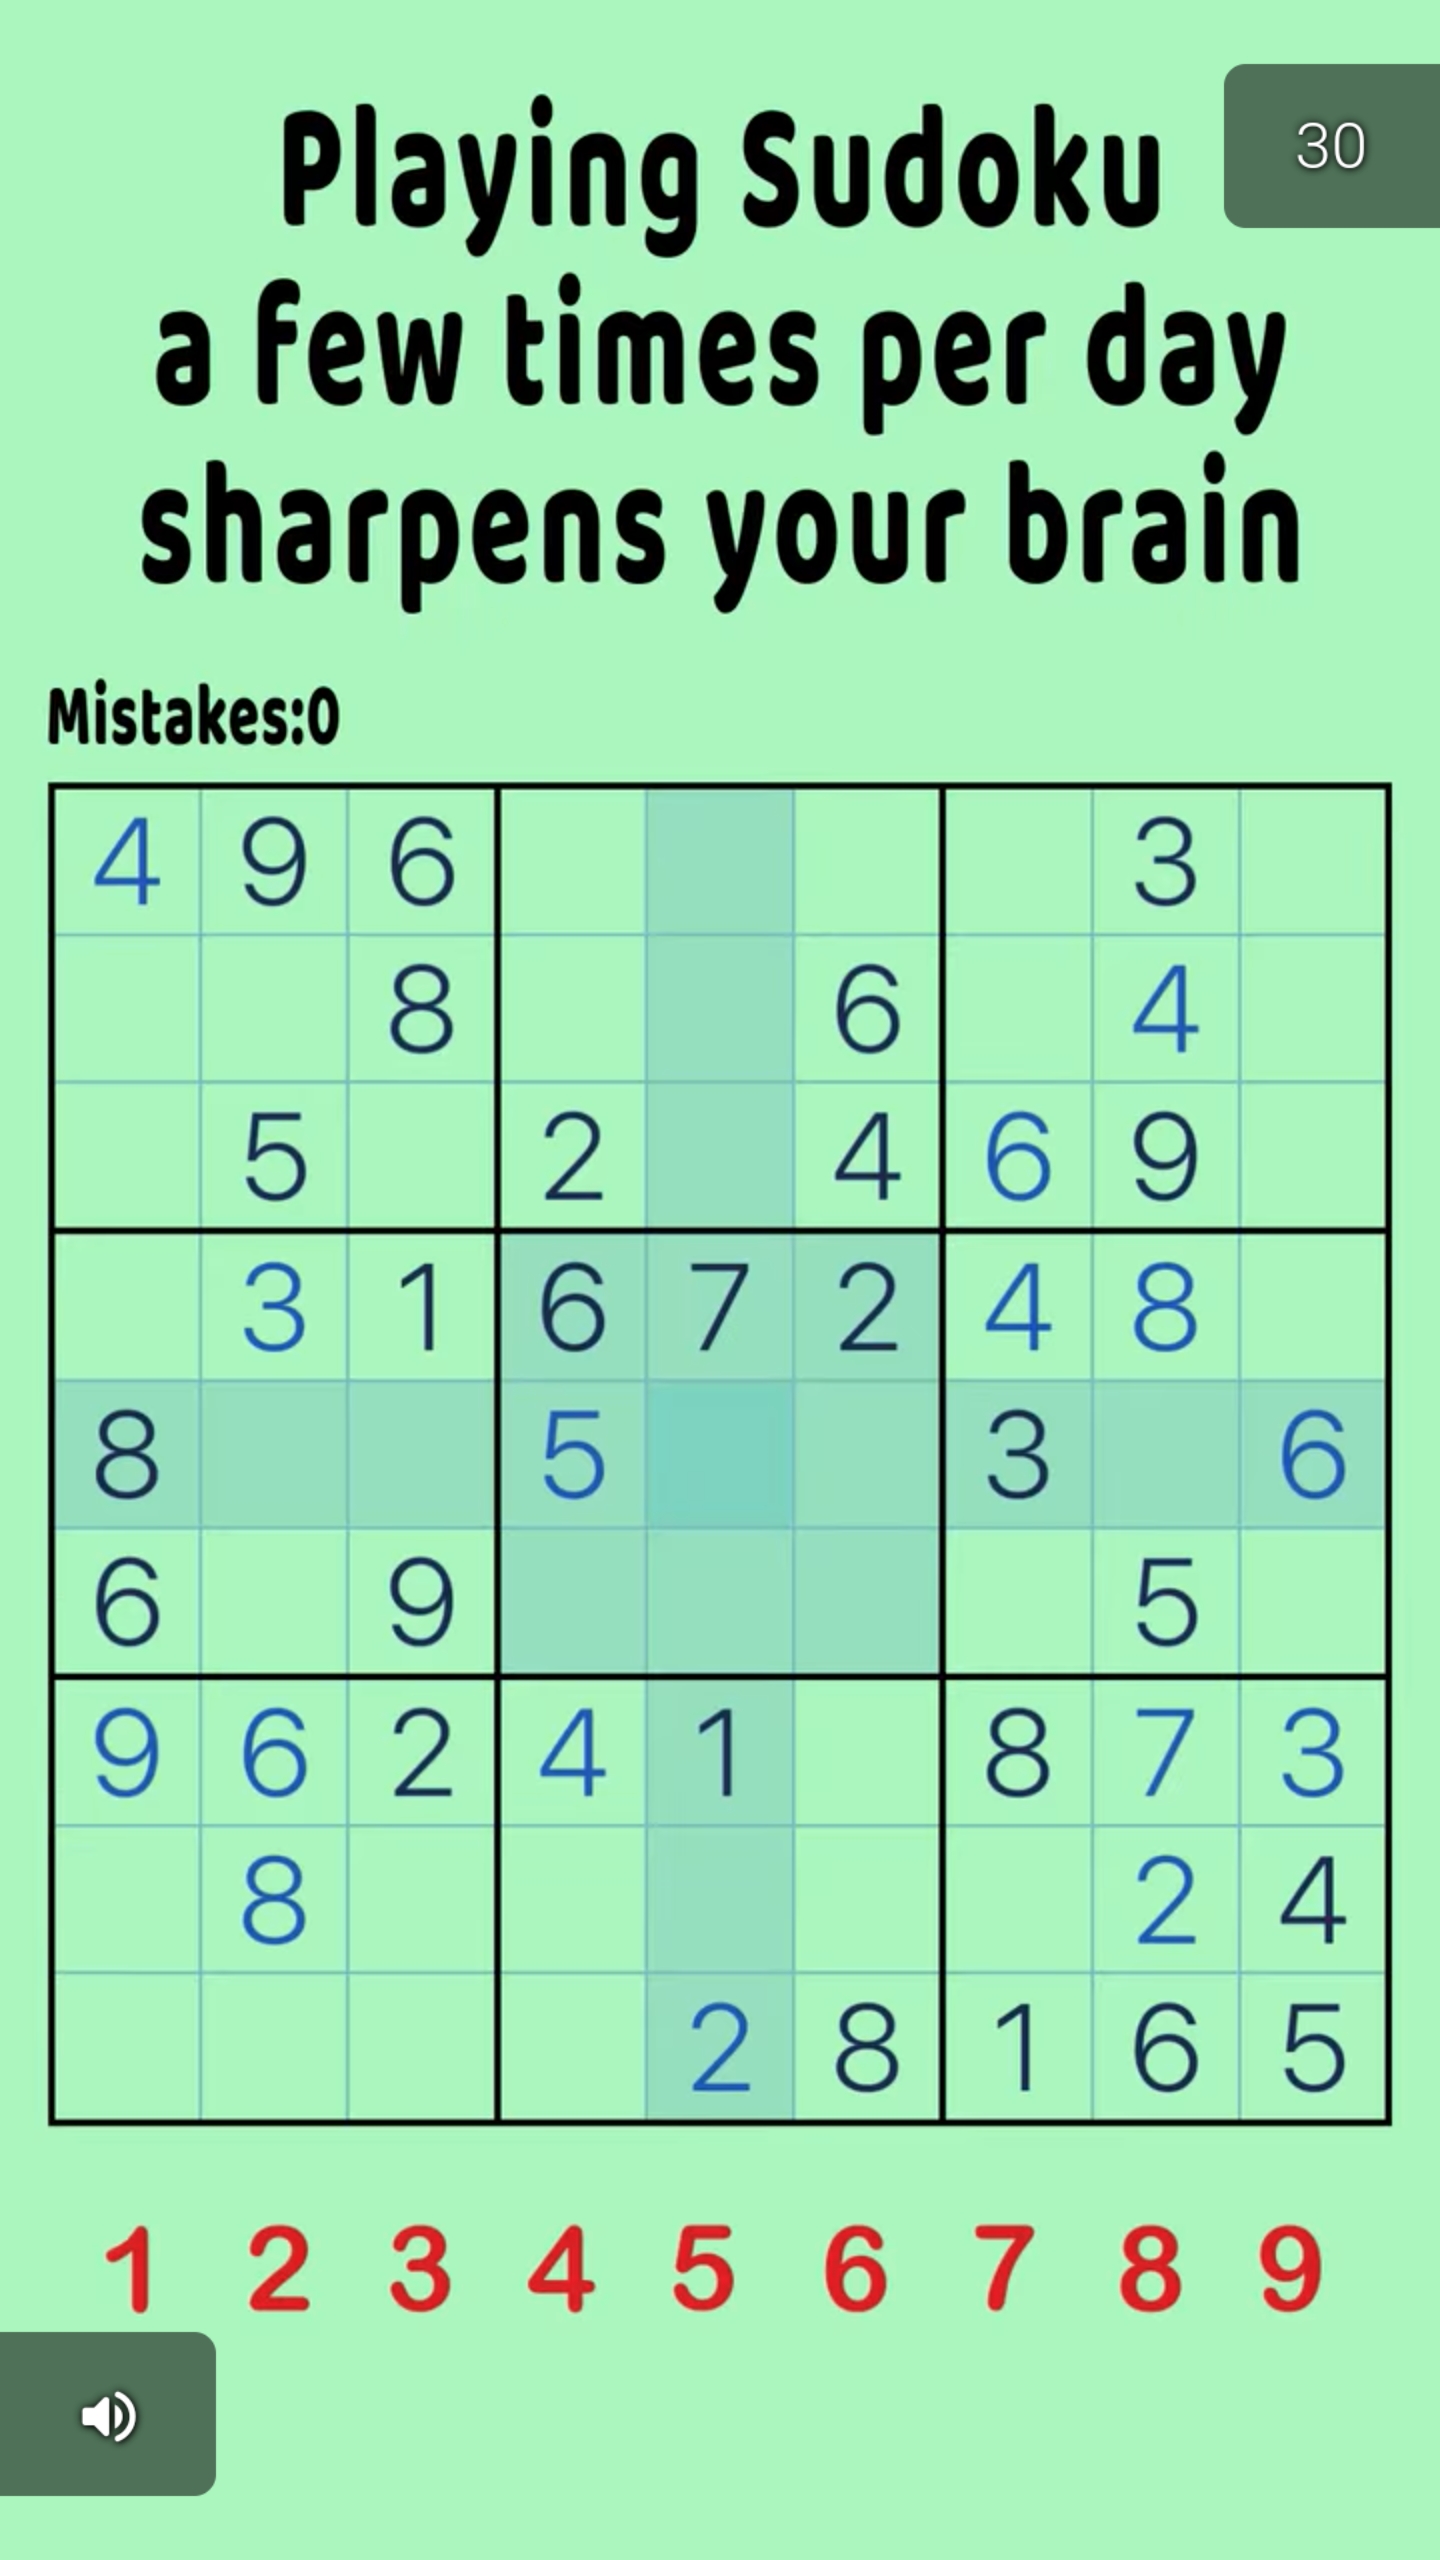 Playing Sudoku
30
a few times per day
sharpens your brain
Mistakes:0
4 9 6 3
8 6 4
5 2 4 6 9
3 1 6 7 2 4 8
8 5 3 6
6 9 5
9 6 2 4 1 8 7 3
8 2 4
2 8 1 6 5
1 2 3 4 5 6 7 8 9